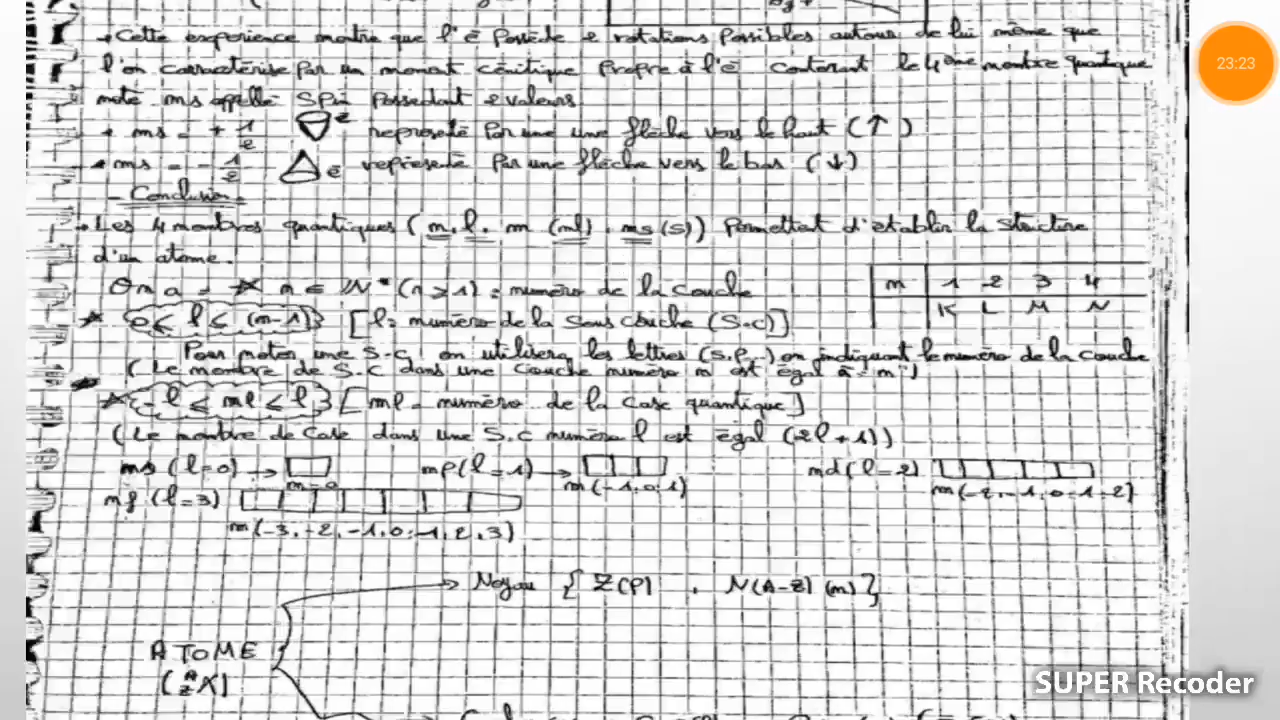 → Cette experience montre que l'ē Possède 2 rotations Possibles autour de lui même que
l'on caractérise Par un moment cinétique Propre à l'ē contenant le 4ème nombre quantique
noté ms appellé SPin Possedant 2 valeurs
+ ms = + 1/2 ē représenté Par une une flèche vers le haut (↑)
• ms = - 1/2 ē représenté Par une flèche vers le bas (↓)
- Conclusion -
Les 4 nombres quantiques (n, l, m (ml), ms (s)) Permettent d'etablir la structure
d'un atome.
On a = * n ∈ IN* (n ≥ 1) = numéro de la couche
n 1 2 3 4
K L M N
* 0 ≤ l ≤ (n-1) [l = numéro de la sous couche (S.C)]
Pour noter une S.C, on utilisera les lettres (s.p...) en indiquant le numéro de la couche
(Le nombre de S.C dans une couche numéro n est égal à "n")
* -l ≤ ml ≤ l [ml = numéro de la case quantique]
(Le nombre de case dans une S.C numéro l est égal (2l+1))
ns (l=0) → np (l=1) → nd (l=2)
m=0 m(-1,0,1) m(-2,-1,0,1,2)
nf (l=3)
m(-3,-2,-1,0,1,2,3)
→ Noyau { Z(P) , N(A-Z) (n) }
ATOME
(A Z X)
23:23
SUPER Recoder